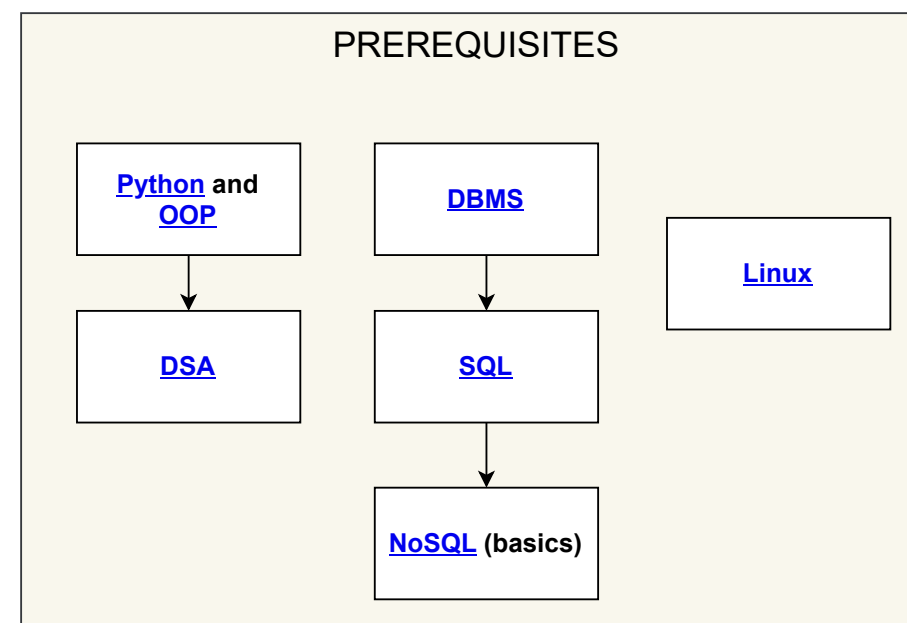 PREREQUISITES
Python and
OOP
DBMS
Linux
DSA
SQL
NoSQL (basics)